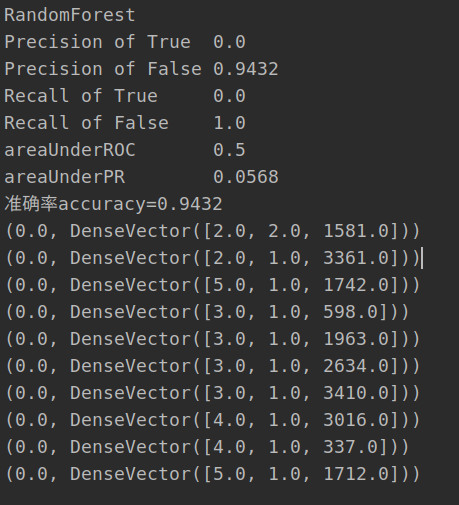 RandomForest
Precision of True  0.0
Precision of False 0.9432
Recall of True     0.0
Recall of False    1.0
areaUnderROC       0.5
areaUnderPR        0.0568
准确率accuracy=0.9432
(0.0, DenseVector([2.0, 2.0, 1581.0]))
(0.0, DenseVector([2.0, 1.0, 3361.0]))
(0.0, DenseVector([5.0, 1.0, 1742.0]))
(0.0, DenseVector([3.0, 1.0, 598.0]))
(0.0, DenseVector([3.0, 1.0, 1963.0]))
(0.0, DenseVector([3.0, 1.0, 2634.0]))
(0.0, DenseVector([3.0, 1.0, 3410.0]))
(0.0, DenseVector([4.0, 1.0, 3016.0]))
(0.0, DenseVector([4.0, 1.0, 337.0]))
(0.0, DenseVector([5.0, 1.0, 1712.0]))